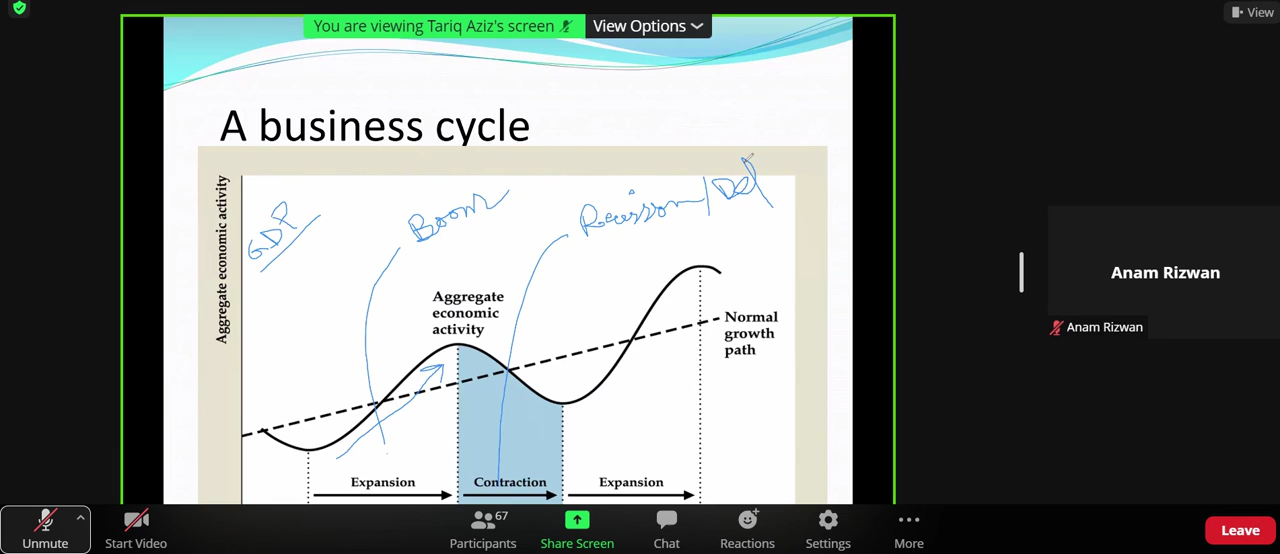 You are viewing Tariq Aziz's screen
View Options
View
A business cycle
Aggregate economic activity
GDP
Boom
Recission/De
Aggregate
economic
activity
Normal
growth
path
Expansion
Contraction
Expansion
Anam Rizwan
Anam Rizwan
Unmute
Start Video
67
Participants
Share Screen
Chat
Reactions
Settings
More
Leave